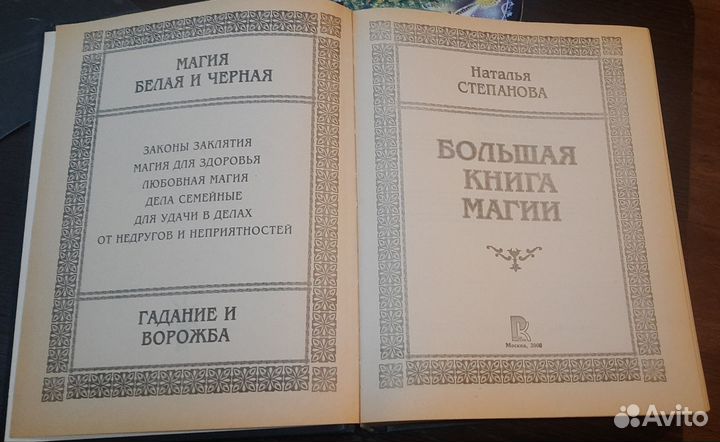 МАГИЯ
БЕЛАЯ И ЧЕРНАЯ
ЗАКОНЫ ЗАКЛЯТИЯ
МАГИЯ ДЛЯ ЗДОРОВЬЯ
ЛЮБОВНАЯ МАГИЯ
ДЕЛА СЕМЕЙНЫЕ
ДЛЯ УДАЧИ В ДЕЛАХ
ОТ НЕДРУГОВ И НЕПРИЯТНОСТЕЙ
ГАДАНИЕ И
ВОРОЖБА
Наталья
СТЕПАНОВА
БОЛЬШАЯ
КНИГА
МАГИИ
Москва,
Avito